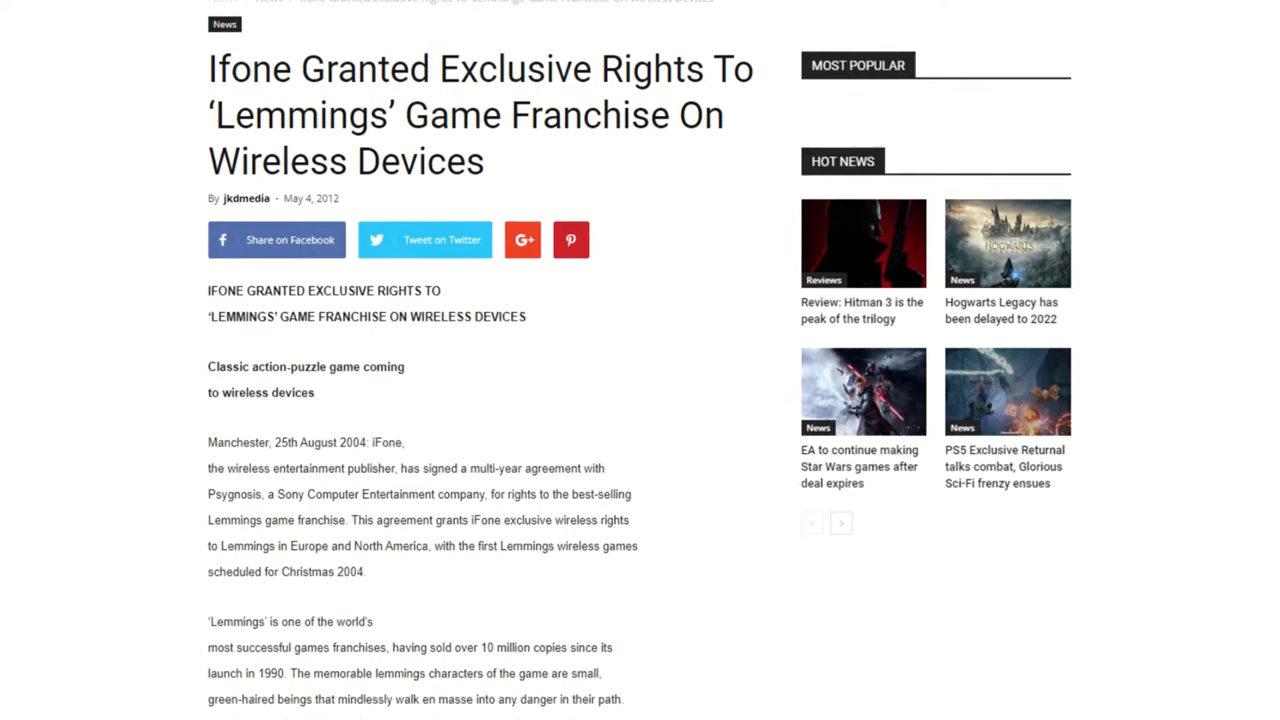 News
Ifone Granted Exclusive Rights To
‘Lemmings’ Game Franchise On
Wireless Devices
By jkdmedia - May 4, 2012
Share on Facebook
Tweet on Twitter
G+
IFONE GRANTED EXCLUSIVE RIGHTS TO
‘LEMMINGS’ GAME FRANCHISE ON WIRELESS DEVICES
Classic action-puzzle game coming
to wireless devices
Manchester, 25th August 2004: iFone,
the wireless entertainment publisher, has signed a multi-year agreement with
Psygnosis, a Sony Computer Entertainment company, for rights to the best-selling
Lemmings game franchise. This agreement grants iFone exclusive wireless rights
to Lemmings in Europe and North America, with the first Lemmings wireless games
scheduled for Christmas 2004.
‘Lemmings’ is one of the world’s
most successful games franchises, having sold over 10 million copies since its
launch in 1990. The memorable lemmings characters of the game are small,
green-haired beings that mindlessly walk en masse into any danger in their path.
MOST POPULAR
HOT NEWS
HOGWARTS
Reviews
Review: Hitman 3 is the
peak of the trilogy
News
Hogwarts Legacy has
been delayed to 2022
News
EA to continue making
Star Wars games after
deal expires
News
PS5 Exclusive Returnal
talks combat, Glorious
Sci-Fi frenzy ensues